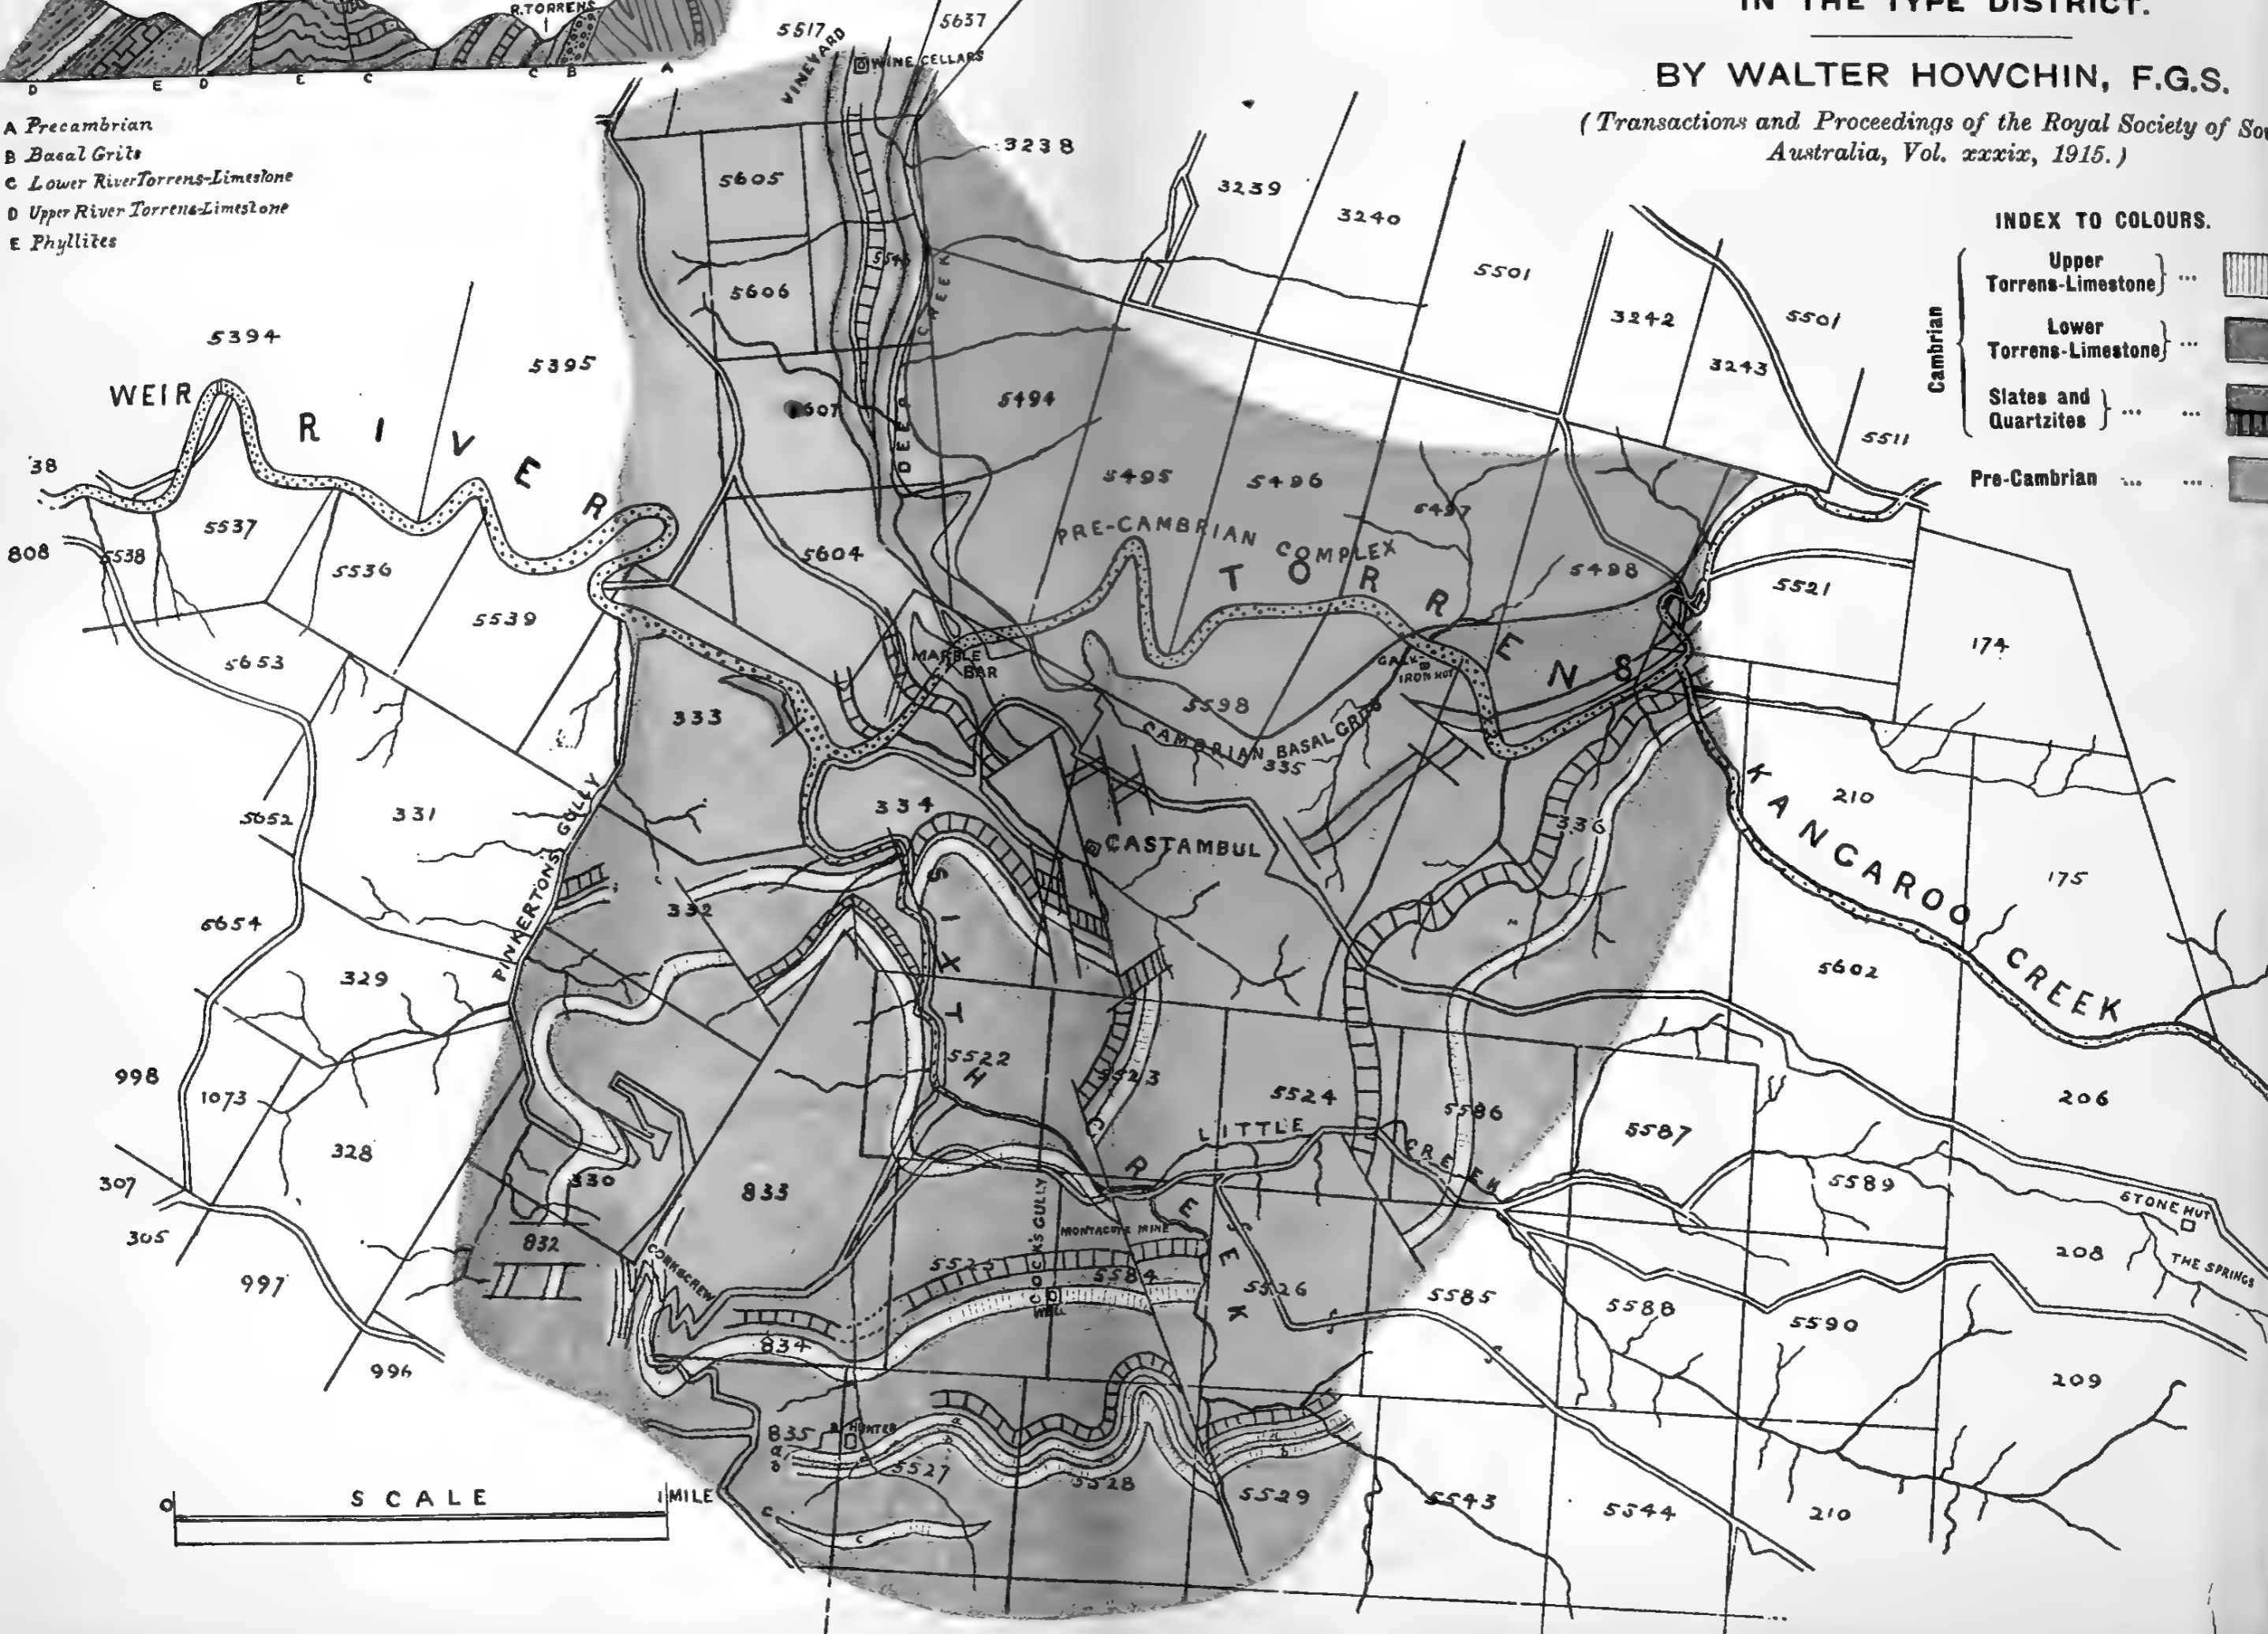 R. TORRENS
D E D E C C B A
A Precambrian
B Basal Grits
C Lower River Torrens-Limestone
D Upper River Torrens-Limestone
E Phyllites
IN THE TYPE DISTRICT.
BY WALTER HOWCHIN, F.G.S.
(Transactions and Proceedings of the Royal Society of
Australia, Vol. xxxix, 1915.)
INDEX TO COLOURS.
Cambrian
Upper
Torrens-Limestone} ...
Lower
Torrens-Limestone} ...
Slates and
Quartzites} ... ...
Pre-Cambrian ... ...
5517
5637
VINEYARD
WINE CELLARS
3238
5605
3239
3240
5501
5606
3242
5501
3243
5511
DEEP CREEK
5394
5395
WEIR
RIVER TORRENS
38
5494
5495
5496
5497
5498
5537
808
5538
5536
5539
5604
PRE-CAMBRIAN COMPLEX
5521
174
5653
MARBLE
BAR
GALV.
IRON HUT
5598
333
CAMBRIAN BASAL GRITS
335
KANGAROO CREEK
210
5652
331
334
336
CASTAMBUL
175
PINKERTON'S GULLY
332
5654
329
5602
SIXTH CREEK
998
1073
5522
5523
5524
5586
206
LITTLE CREEK
5587
328
307
330
833
5589
STONE HUT
305
832
COCK'S GULLY
MONTACUTE MINE
208
THE SPRINGS
997
CORKSCREW
5584
5526
5585
5588
WELL
5590
834
996
209
835
HUNTER
a
b
a
b
a
b
5527
5528
5529
5543
5544
210
c
c
0 SCALE 1 MILE